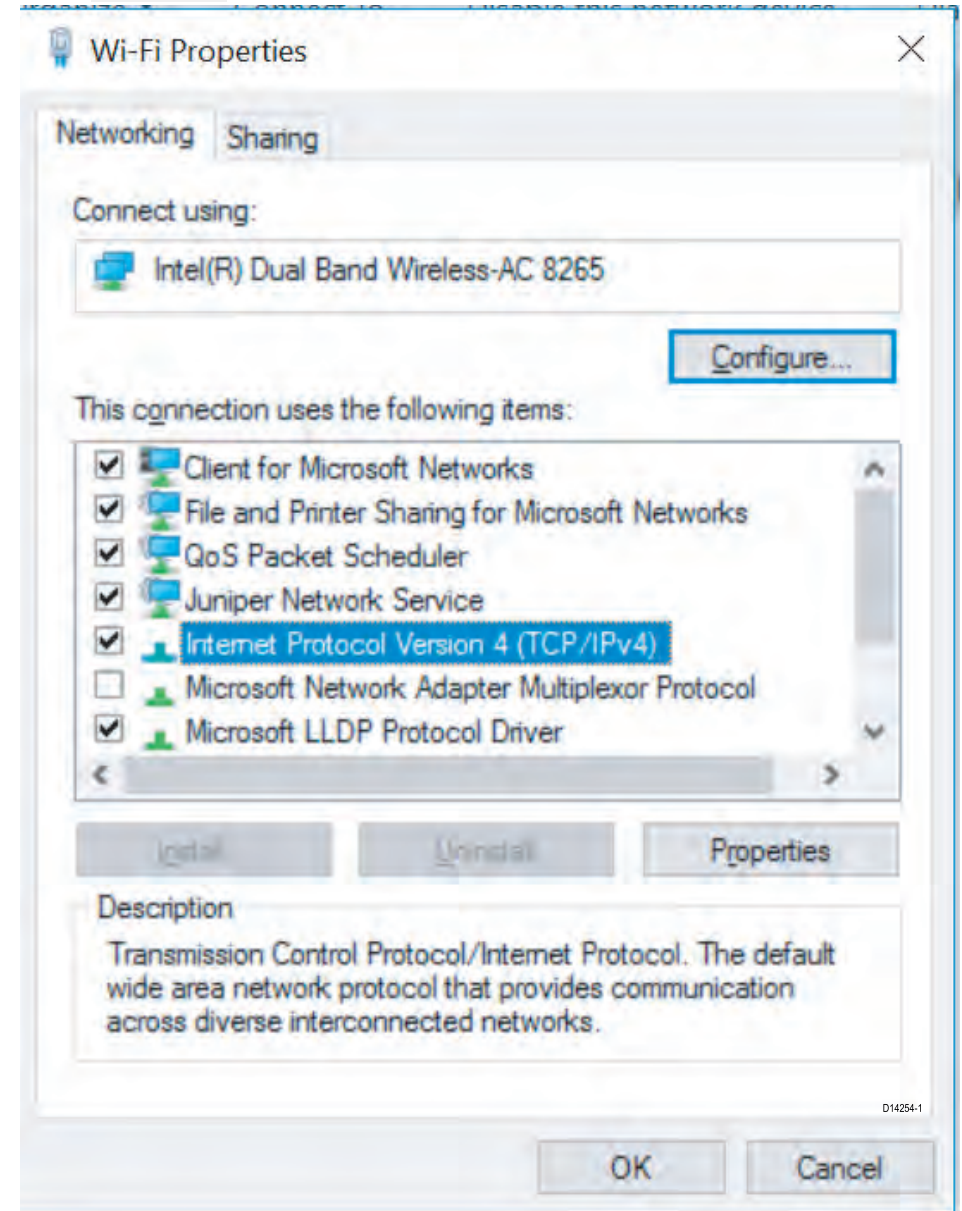 Wi-Fi Properties
Networking
Sharing
Connect using:
Intel(R) Dual Band Wireless-AC 8265
Configure...
This connection uses the following items:
Client for Microsoft Networks
File and Printer Sharing for Microsoft Networks
QoS Packet Scheduler
Juniper Network Service
Internet Protocol Version 4 (TCP/IPv4)
Microsoft Network Adapter Multiplexor Protocol
Microsoft LLDP Protocol Driver
Install...
Uninstall
Properties
Description
Transmission Control Protocol/Internet Protocol. The default
wide area network protocol that provides communication
across diverse interconnected networks.
D14254-1
OK
Cancel